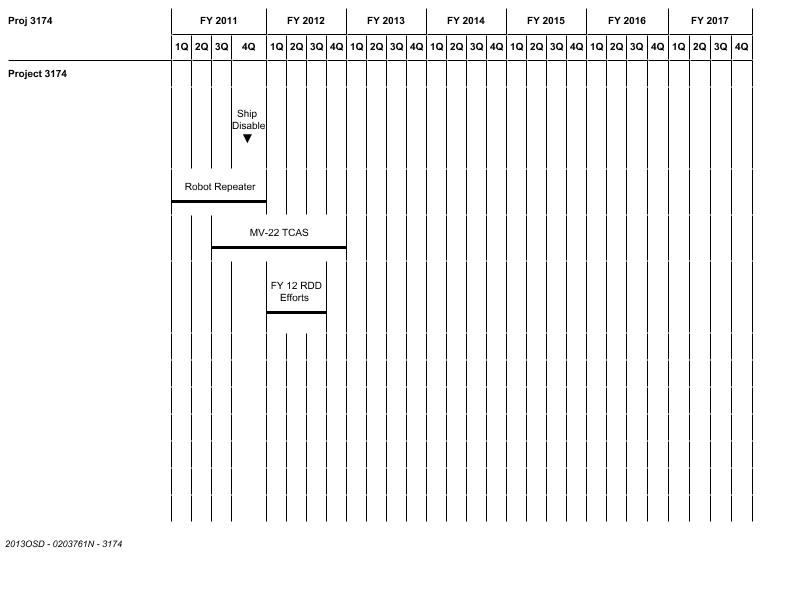 Proj 3174 FY 2011 FY 2012 FY 2013 FY 2014 FY 2015 FY 2016 FY 2017
1Q 2Q 3Q 4Q 1Q 2Q 3Q 4Q 1Q 2Q 3Q 4Q 1Q 2Q 3Q 4Q 1Q 2Q 3Q 4Q 1Q 2Q 3Q 4Q 1Q 2Q 3Q 4Q
Project 3174
Ship
Disable
Robot Repeater
MV-22 TCAS
FY 12 RDD
Efforts
2013OSD - 0203761N - 3174